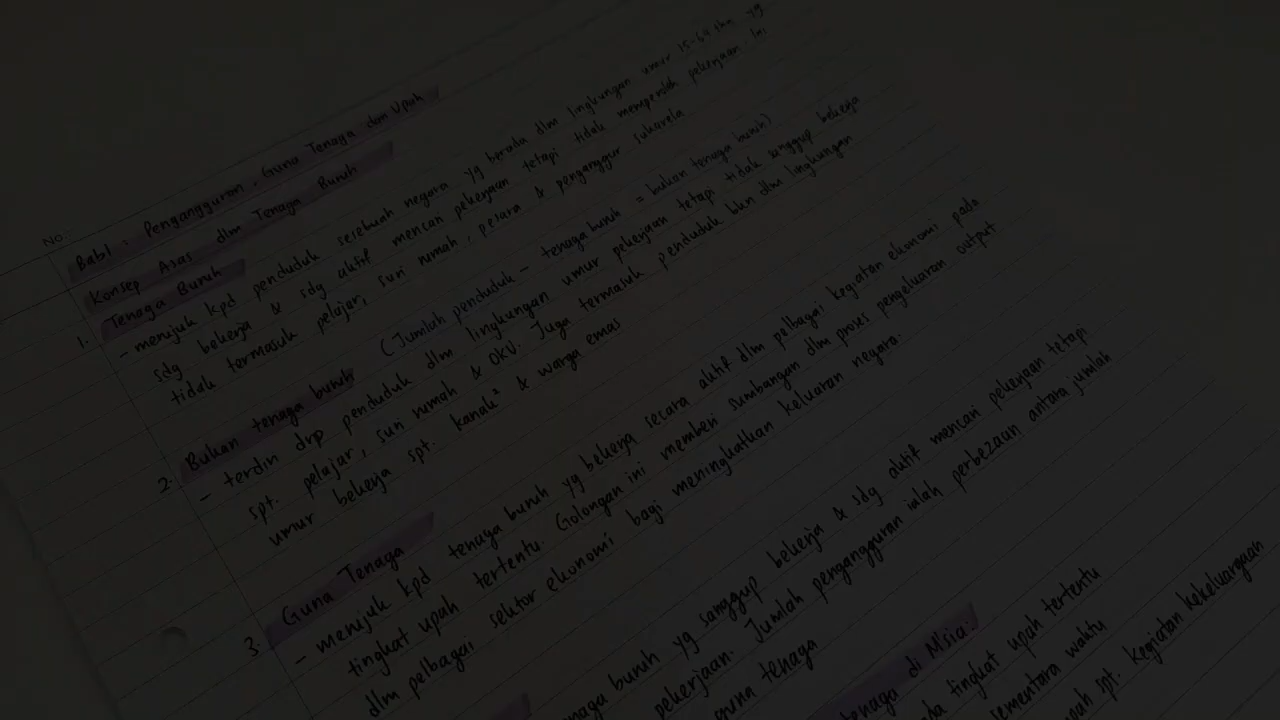 No:
Bab 1 : Pengangguran, Guna Tenaga dan Upah
Konsep Asas dlm Tenaga Buruh
1. Tenaga Buruh
- menujuk kpd penduduk sesebuah negara yg berada dlm lingkungan umur 15-64 thn yg
sdg bekerja & sdg aktif mencari pekerjaan tetapi tidak memperoleh pekerjaan. Ini
tidak termasuk pelajar, suri rumah, pesara & penganggur sukarela
2. Bukan tenaga buruh (Jumlah penduduk - tenaga buruh = bukan tenaga buruh)
- terdiri drp penduduk dlm lingkungan umur pekerjaan tetapi tidak sanggup bekerja
spt. pelajar, suri rumah & OKU. Juga termasuk penduduk bkn dlm lingkungan
umur bekerja spt. kanak² & warga emas
3. Guna Tenaga
- menujuk kpd tenaga buruh yg bekerja secara aktif dlm pelbagai kegiatan ekonomi pada
tingkat upah tertentu. Golongan ini memberi sumbangan dlm proses pengeluaran output
dlm pelbagai sektor ekonomi bagi meningkatkan keluaran negara.
buruh yg sanggup bekerja & sdg aktif mencari pekerjaan tetapi
pekerjaan. Jumlah pengangguran ialah perbezaan antara jumlah
guna tenaga
tenaga di M'sia:
tingkat upah tertentu
sementara waktu
spt. kegiatan kekeluargaan